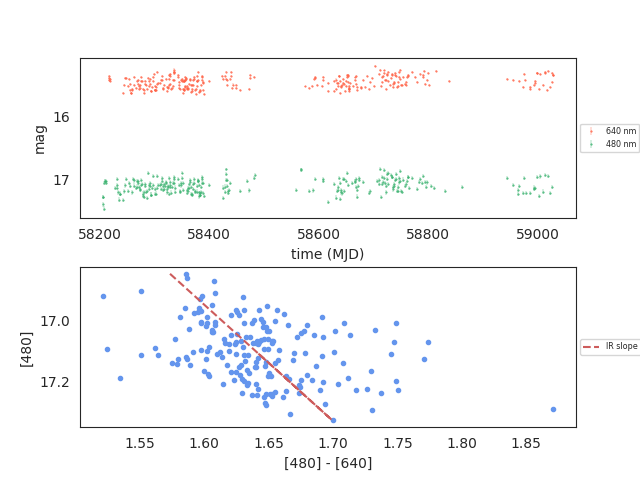 mag
16
17
58200
58400
58600
58800
59000
time (MJD)
640 nm
480 nm
[480]
17.0
17.2
1.55
1.60
1.65
1.70
1.75
1.80
1.85
[480] - [640]
IR slope